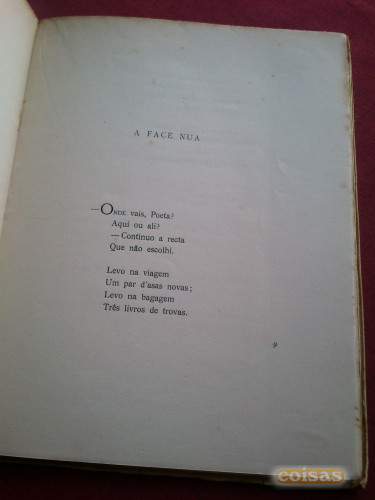 A FACE NUA
—ONDE vais, Poeta?
Aqui ou ali?
—Continuo a recta
Que não escolhi.
Levo na viagem
Um par d'asas novas;
Levo na bagagem
Três livros de trovas.
9
coisas